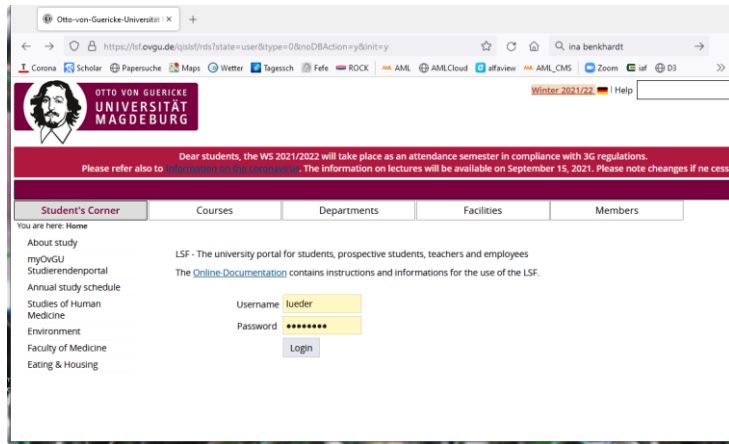 Otto-von-Guericke-Universität
https://lsf.ovgu.de/qislsf/rds?state=user&type=0&noDBAction=y&init=y
ina benkhardt
Corona Scholar Papersuche Maps Wetter Tagessch Fefe ROCK AML AMLCloud alfaview AML_CMS Zoom iaf D3
OTTO VON GUERICKE
UNIVERSITÄT
MAGDEBURG
Winter 2021/22 | Help
Dear students, the WS 2021/2022 will take place as an attendance semester in compliance with 3G regulations.
Please refer also to Information on the coronavirus. The information on lectures will be available on September 15, 2021. Please note cheanges if ne cess
Student's Corner Courses Departments Facilities Members
You are here: Home
About study
myOvGU
Studierendenportal
Annual study schedule
Studies of Human
Medicine
Environment
Faculty of Medicine
Eating & Housing
LSF - The university portal for students, prospective students, teachers and employees
The Online-Documentation contains instructions and informations for the use of the LSF.
Username lueder
Password ••••••••
Login